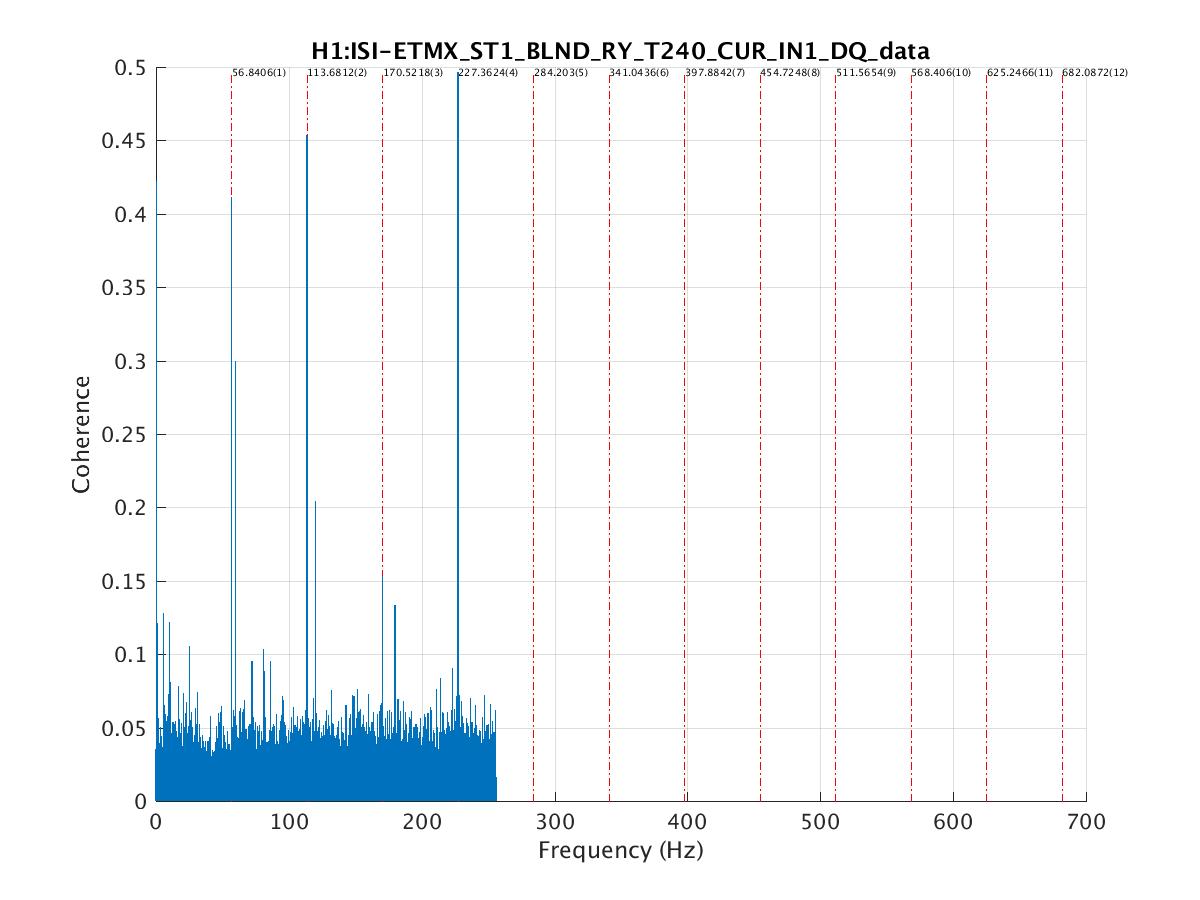 H1:ISI-ETMX_ST1_BLND_RY_T240_CUR_IN1_DQ_data
56.8406(1) 113.6812(2) 170.5218(3) 227.3624(4) 284.203(5) 341.0436(6) 397.8842(7) 454.7248(8) 511.5654(9) 568.406(10) 625.2466(11) 682.0872(12)
0.5
0.45
0.4
0.35
0.3
0.25
0.2
0.15
0.1
0.05
0
Coherence
0 100 200 300 400 500 600 700
Frequency (Hz)